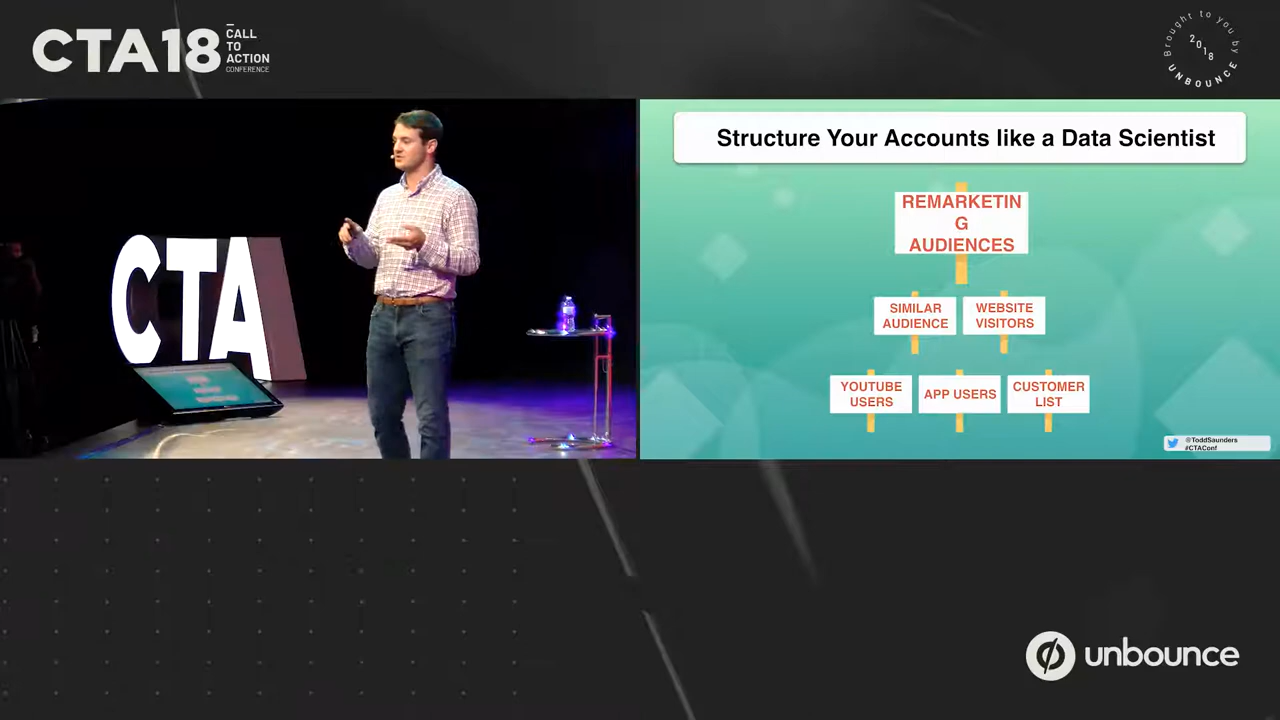 CTA18
CALL
TO
ACTION
CONFERENCE
Brought to you by
UNBOUNCE
2018
CTA
Structure Your Accounts like a Data Scientist
REMARKETIN
G
AUDIENCES
SIMILAR
AUDIENCE
WEBSITE
VISITORS
YOUTUBE
USERS
APP USERS
CUSTOMER
LIST
@ToddSaunders
#CTAConf
unbounce